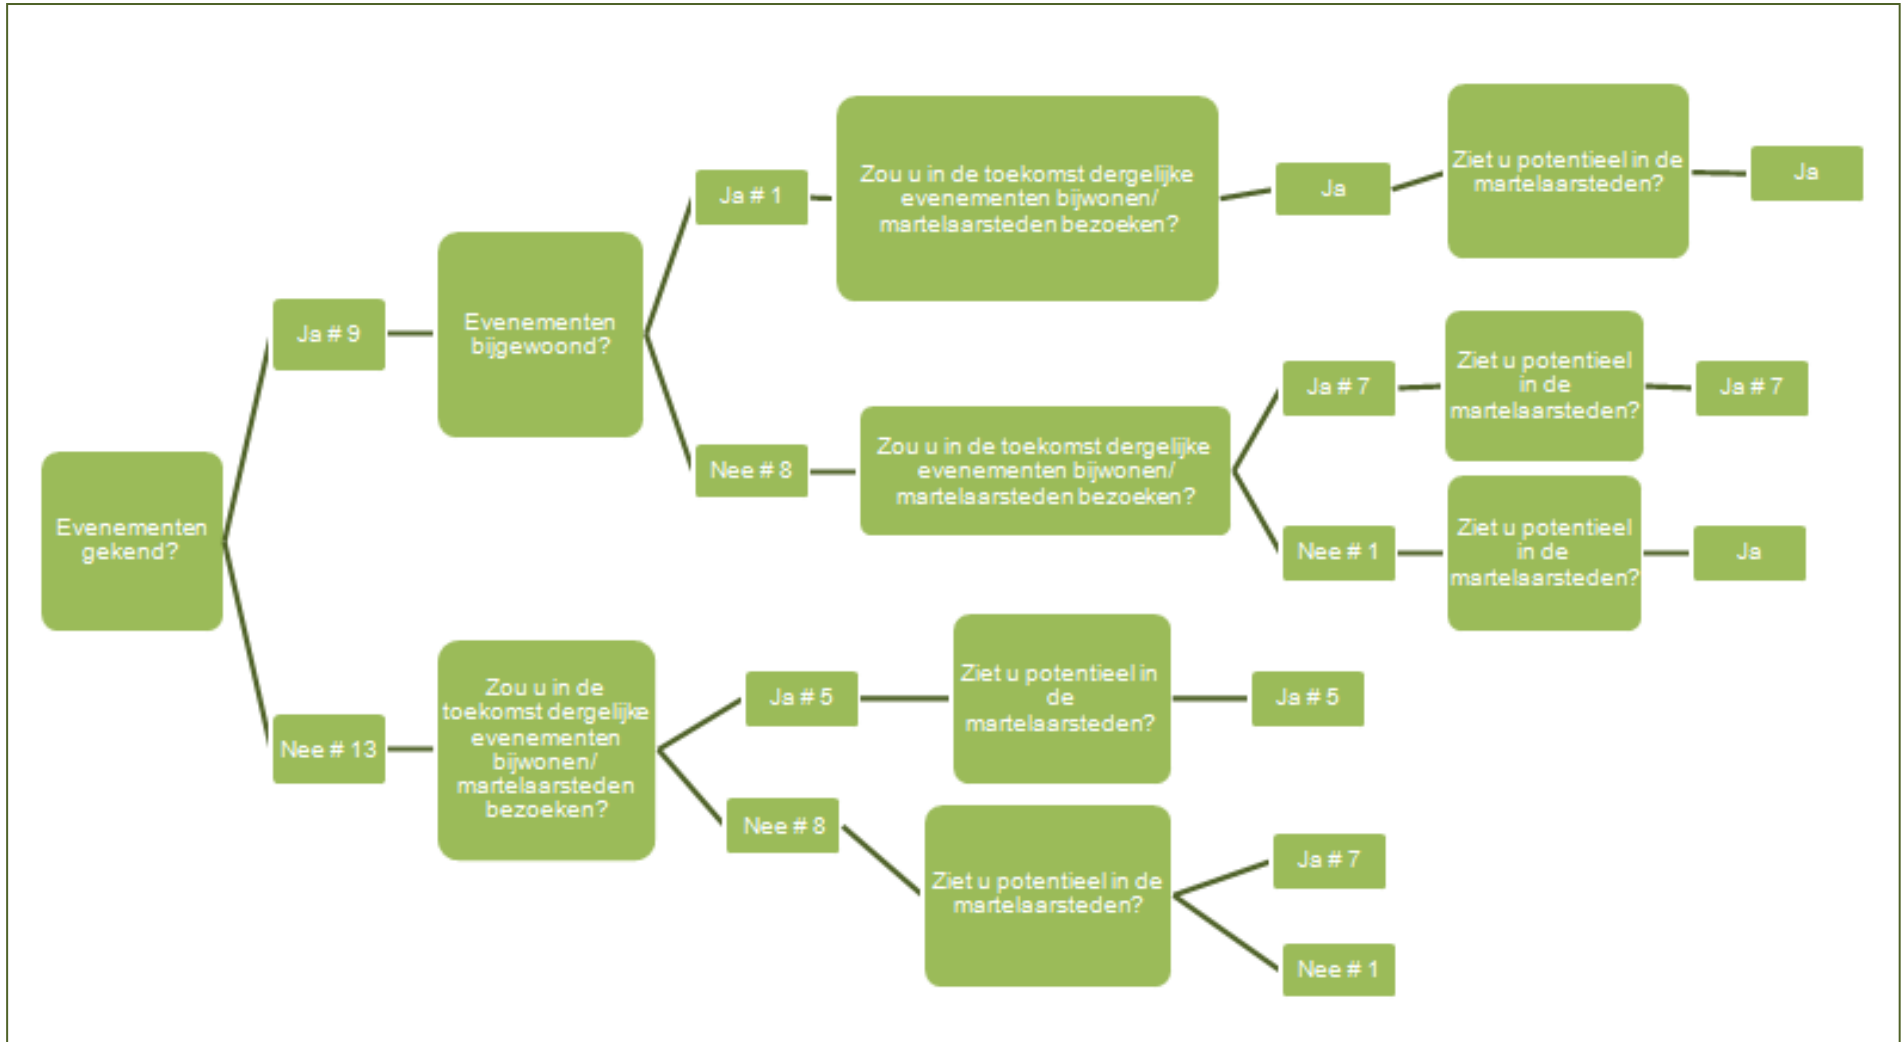 Evenementen
gekend?
Ja # 9
Evenementen
bijgewoond?
Ja # 1
Zou u in de toekomst dergelijke
evenementen bijwonen/
martelaarsteden bezoeken?
Ja
Ziet u potentieel in de
martelaarsteden?
Ja
Nee # 8
Zou u in de toekomst dergelijke
evenementen bijwonen/
martelaarsteden bezoeken?
Ja # 7
Ziet u potentieel
in de
martelaarsteden?
Ja # 7
Nee # 1
Ziet u potentieel
in de
martelaarsteden?
Ja
Nee # 13
Zou u in de
toekomst dergelijke
evenementen
bijwonen/
martelaarsteden
bezoeken?
Ja # 5
Ziet u potentieel in
de
martelaarsteden?
Ja # 5
Nee # 8
Ziet u potentieel in de
martelaarsteden?
Ja # 7
Nee # 1